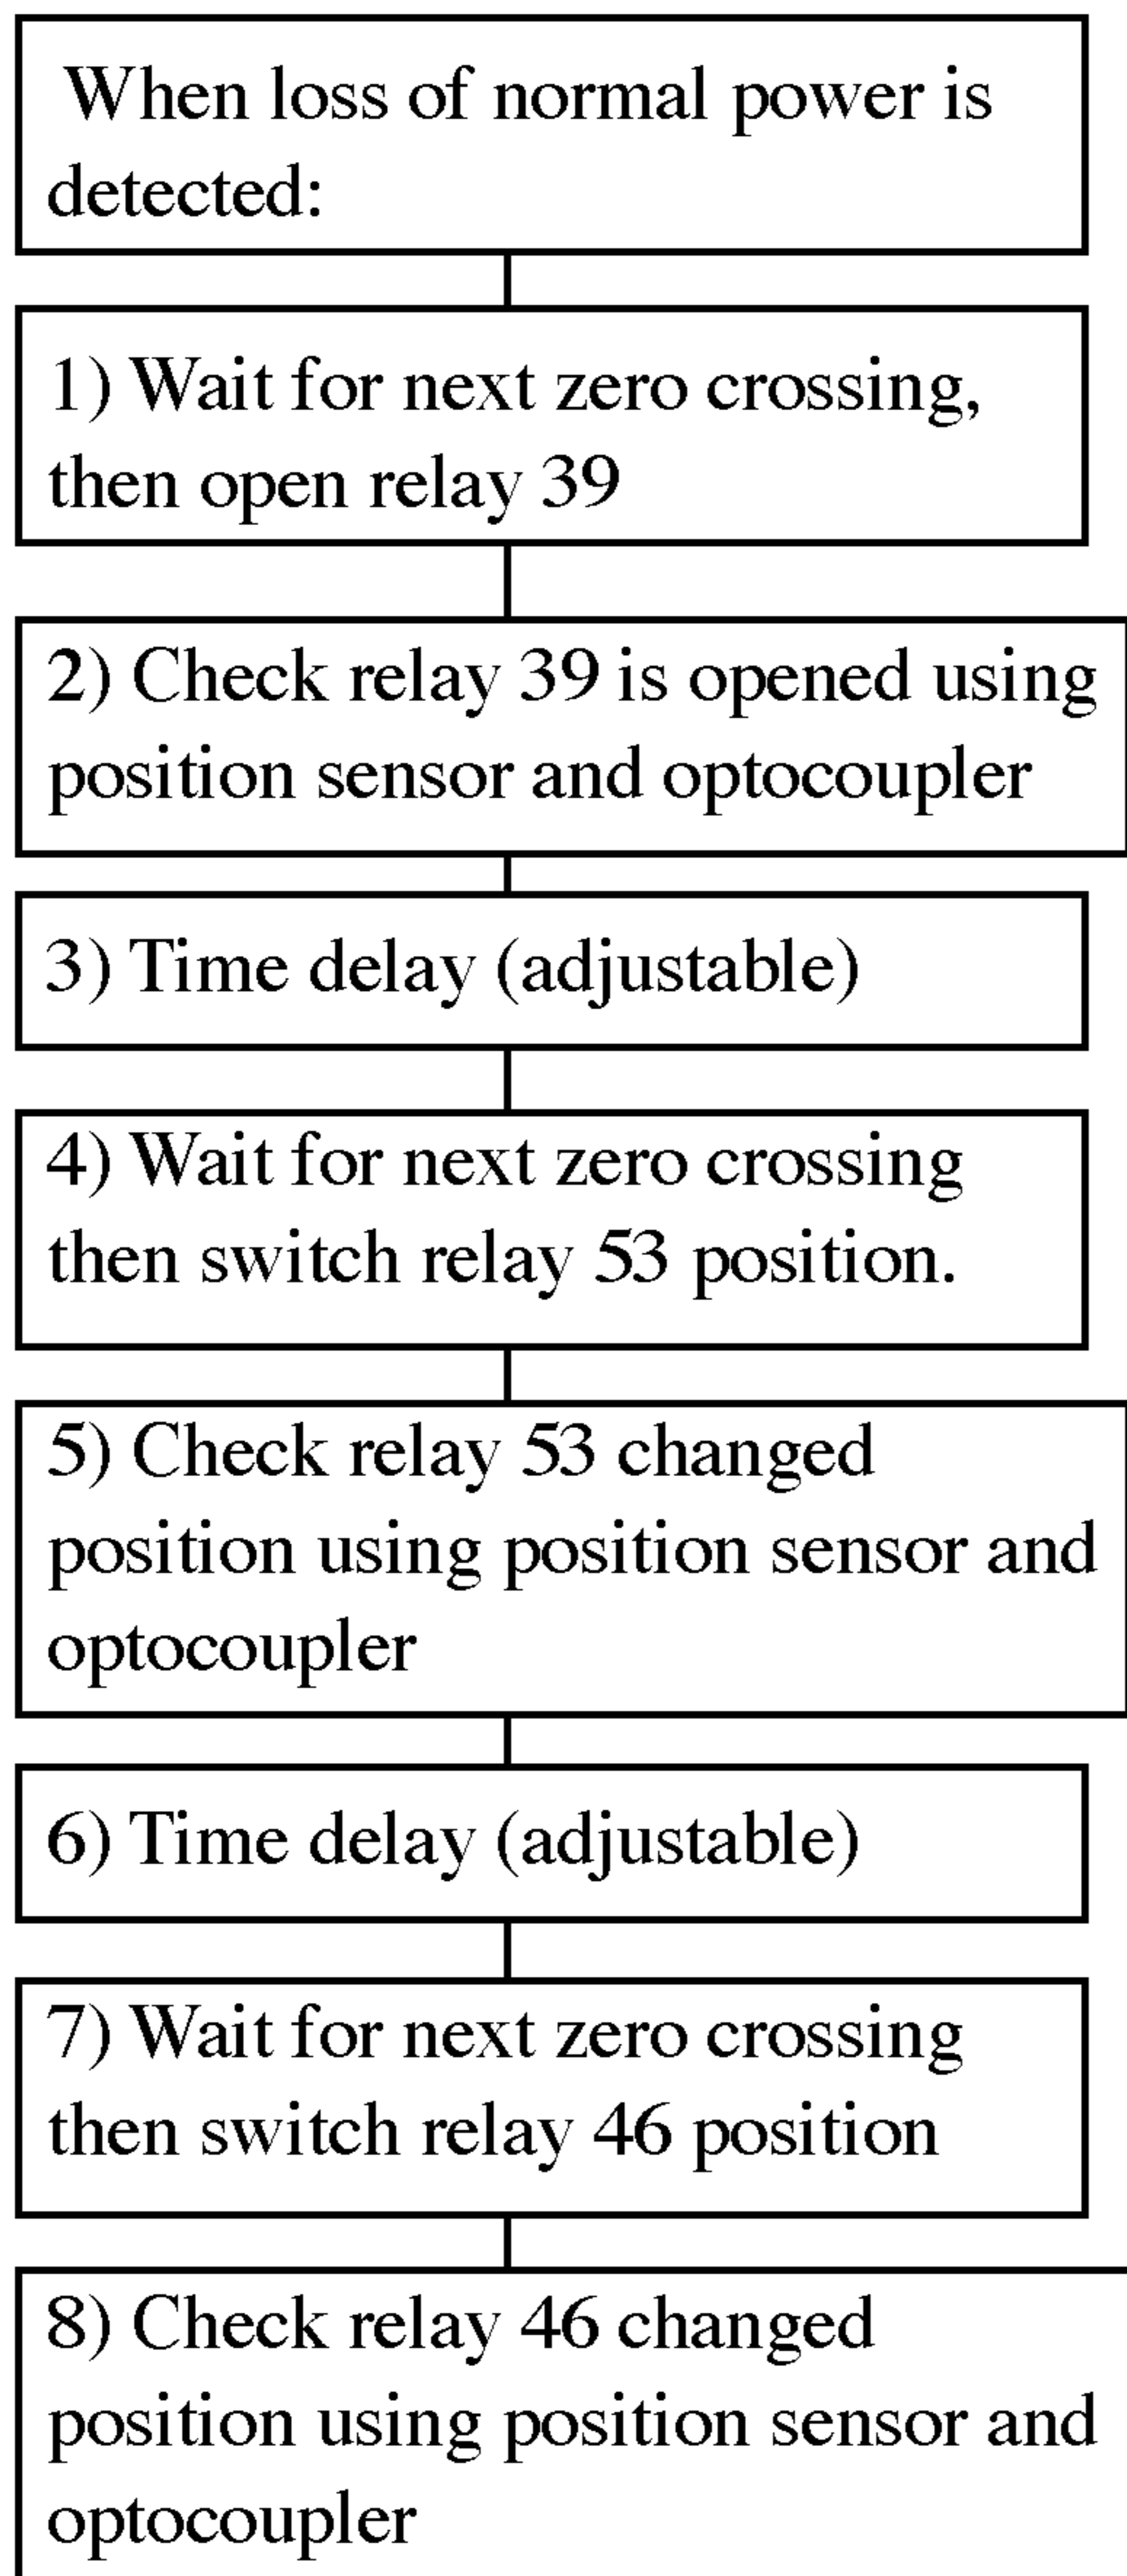 When loss of normal power is
detected:
1) Wait for next zero crossing,
then open relay 39
2) Check relay 39 is opened using
position sensor and optocoupler
3) Time delay (adjustable)
4) Wait for next zero crossing
then switch relay 53 position.
5) Check relay 53 changed
position using position sensor and
optocoupler
6) Time delay (adjustable)
7) Wait for next zero crossing
then switch relay 46 position
8) Check relay 46 changed
position using position sensor and
optocoupler